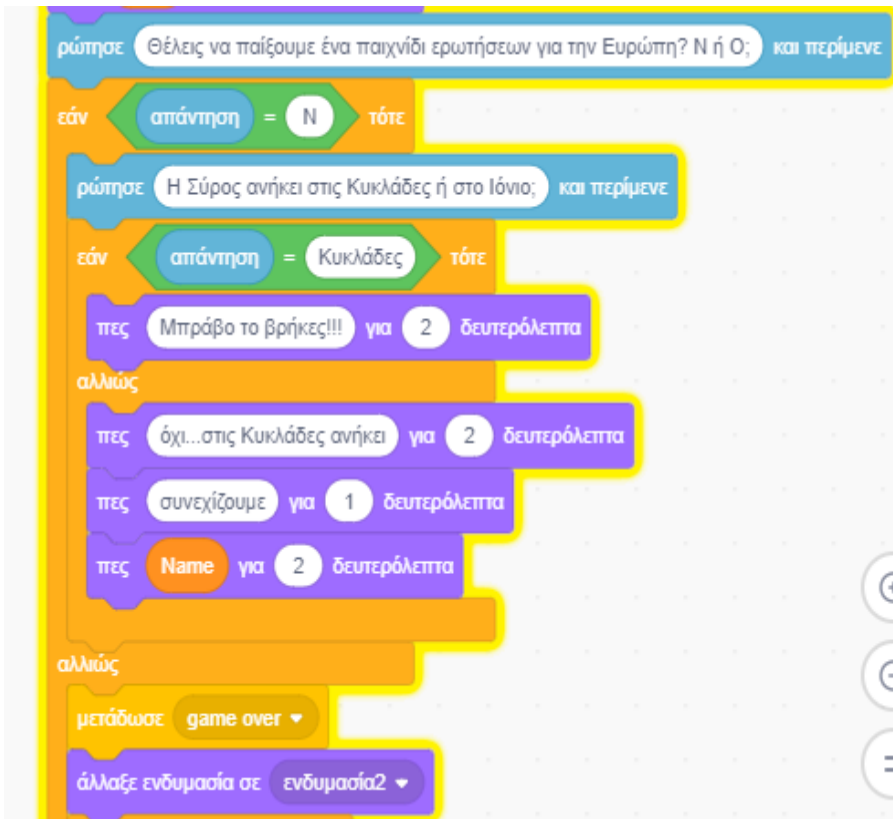 ρώτησε Θέλεις να παίξουμε ένα παιχνίδι ερωτήσεων για την Ευρώπη? Ν ή Ο; και περίμενε
εάν απάντηση = Ν τότε
ρώτησε Η Σύρος ανήκει στις Κυκλάδες ή στο Ιόνιο; και περίμενε
εάν απάντηση = Κυκλάδες τότε
πες Μπράβο το βρήκες!!! για 2 δευτερόλεπτα
αλλιώς
πες όχι...στις Κυκλάδες ανήκει για 2 δευτερόλεπτα
πες συνεχίζουμε για 1 δευτερόλεπτα
πες Name για 2 δευτερόλεπτα
αλλιώς
μετάδωσε game over
άλλαξε ενδυμασία σε ενδυμασία2